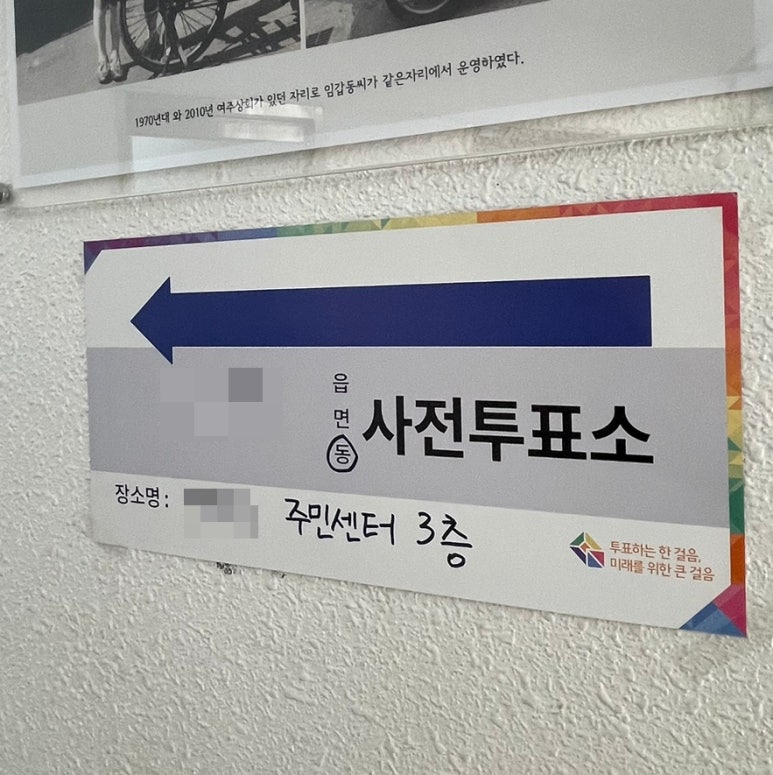 1970년대 와 2010년 여주상회가 있던 자리로 임갑동씨가 같은자리에서 운영하였다.
읍
면
동
사전투표소
장소명 : 주민센터 3층
투표하는 한 걸음,
미래를 위한 큰 걸음